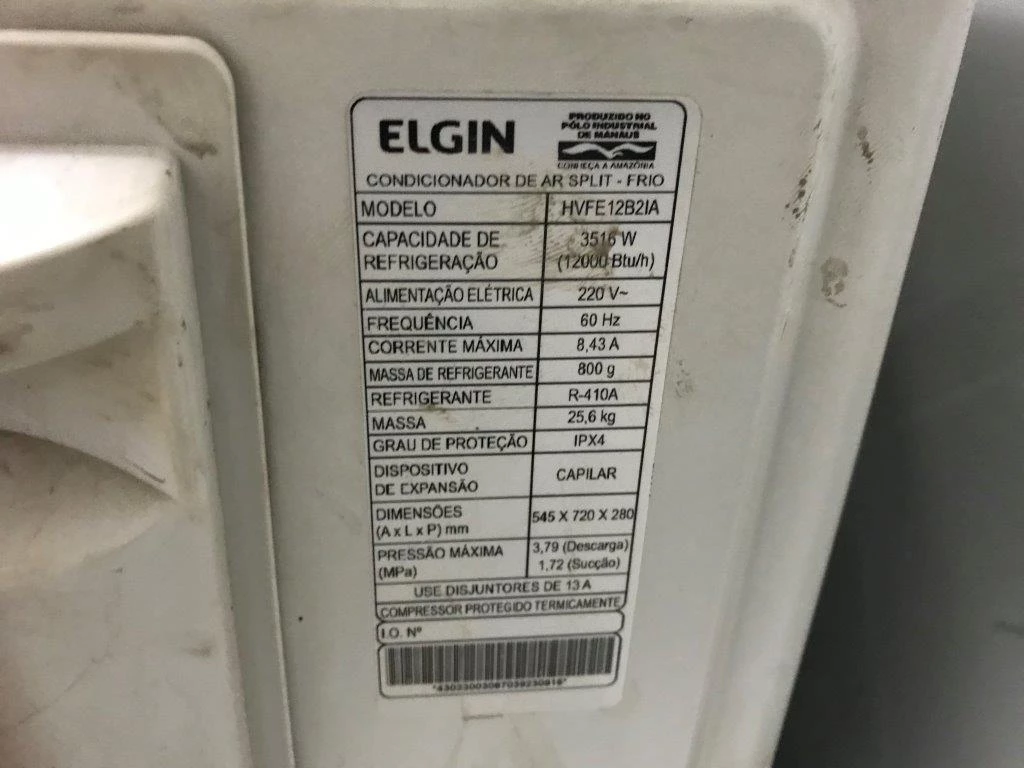 ELGIN
PRODUZIDO NO
PÓLO INDUSTRIAL
DE MANAUS
CONHEÇA A AMAZÔNIA
CONDICIONADOR DE AR SPLIT - FRIO
MODELO HVFE12B2IA
CAPACIDADE DE REFRIGERAÇÃO 3516 W (12000 Btu/h)
ALIMENTAÇÃO ELÉTRICA 220 V~
FREQUÊNCIA 60 Hz
CORRENTE MÁXIMA 8,43 A
MASSA DE REFRIGERANTE 800 g
REFRIGERANTE R-410A
MASSA 25,6 kg
GRAU DE PROTEÇÃO IPX4
DISPOSITIVO DE EXPANSÃO CAPILAR
DIMENSÕES (A x L x P) mm 545 X 720 X 280
PRESSÃO MÁXIMA (MPa) 3,79 (Descarga) 1,72 (Sucção)
USE DISJUNTORES DE 13 A
COMPRESSOR PROTEGIDO TERMICAMENTE
I.O. Nº